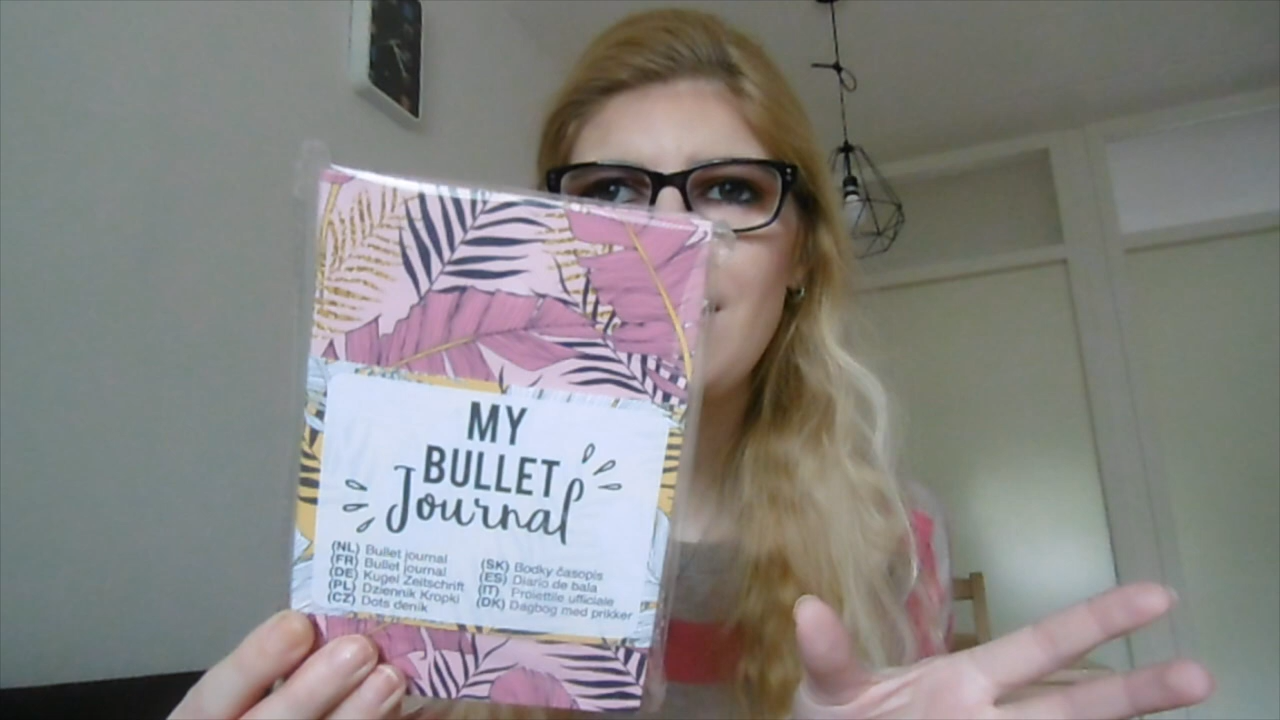 MY
BULLET
Journal
(NL) Bullet journal
(FR) Bullet journal
(DE) Kugel Zeitschrift
(PL) Dziennik Kropki
(CZ) Dots deník
(SK) Bodky časopis
(ES) Diario de bala
(IT) Proiettile ufficiale
(DK) Dagbog med prikker